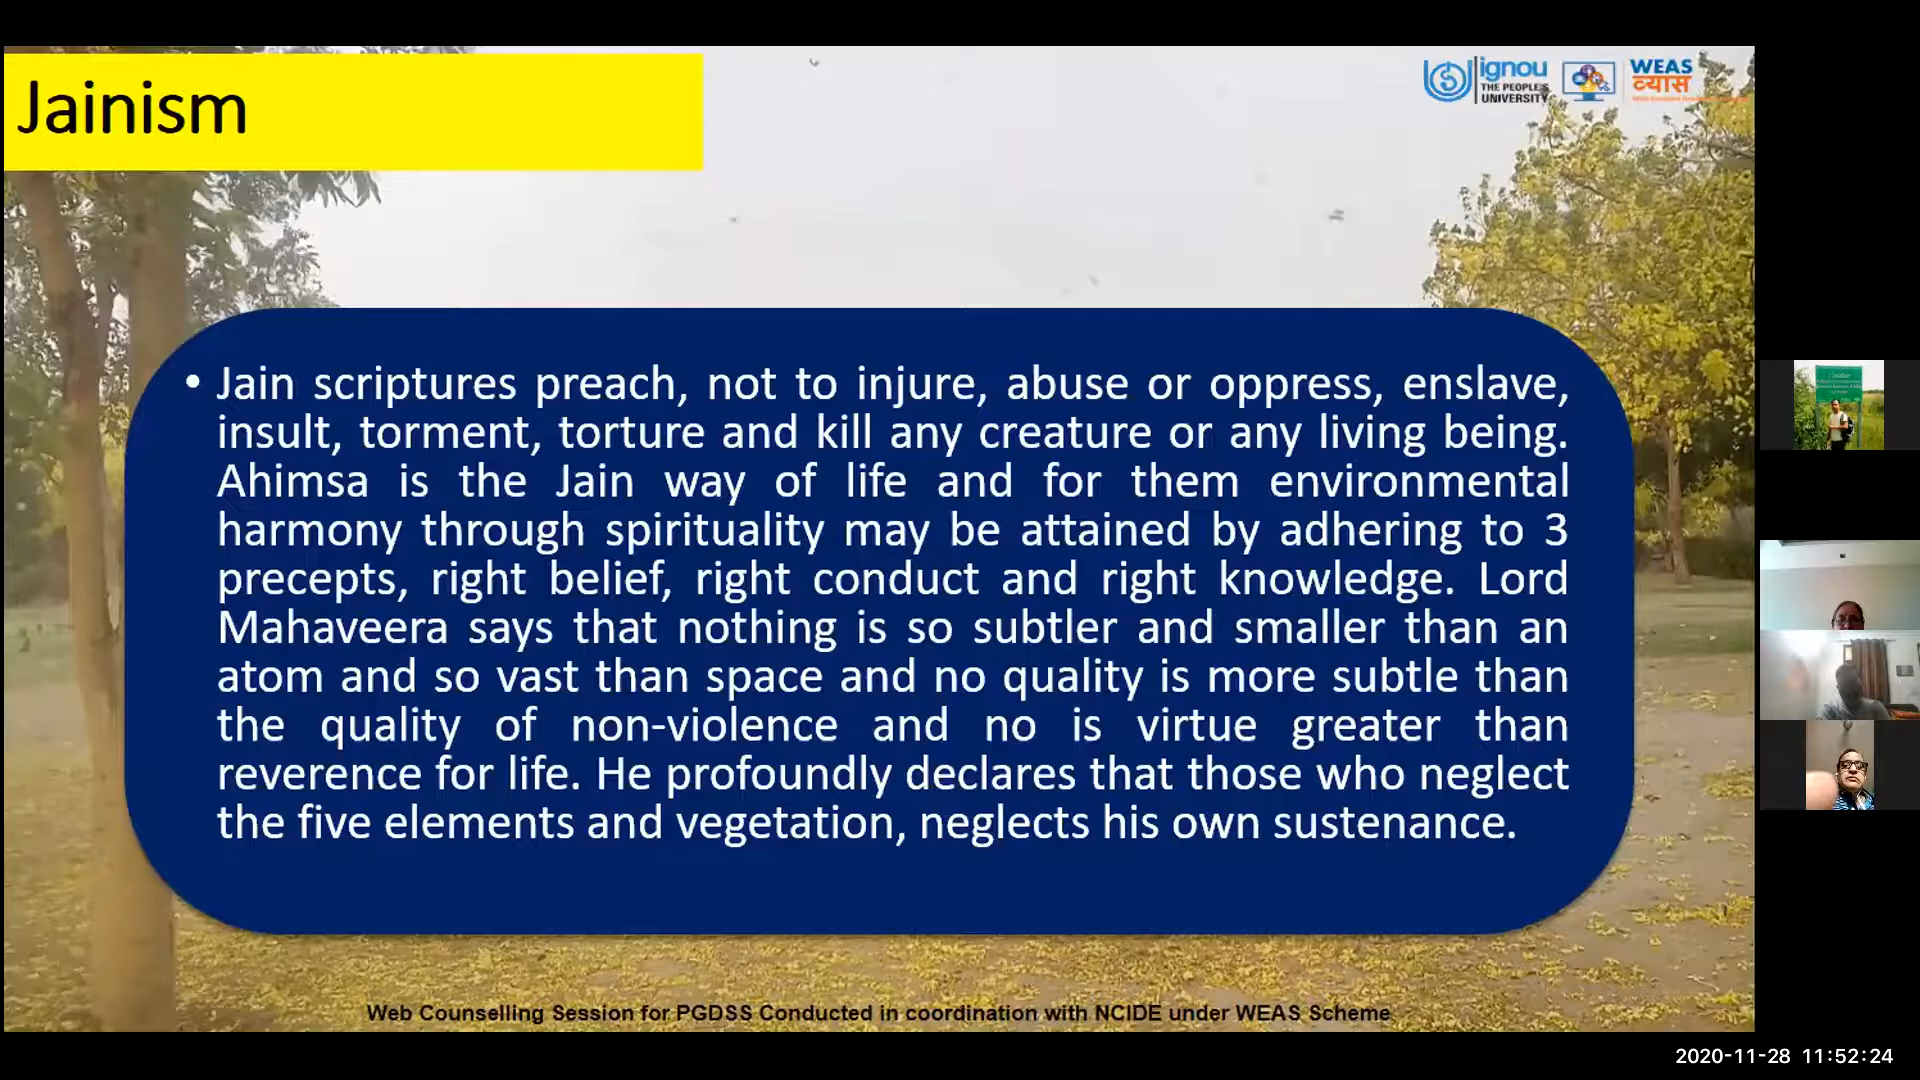 Jainism
ignou
THE PEOPLE'S
UNIVERSITY
WEAS
व्यास
• Jain scriptures preach, not to injure, abuse or oppress, enslave,
insult, torment, torture and kill any creature or any living being.
Ahimsa is the Jain way of life and for them environmental
harmony through spirituality may be attained by adhering to 3
precepts, right belief, right conduct and right knowledge. Lord
Mahaveera says that nothing is so subtler and smaller than an
atom and so vast than space and no quality is more subtle than
the quality of non-violence and no is virtue greater than
reverence for life. He profoundly declares that those who neglect
the five elements and vegetation, neglects his own sustenance.
Web Counselling Session for PGDSS Conducted in coordination with NCIDE under WEAS Scheme
2020-11-28 11:52:24